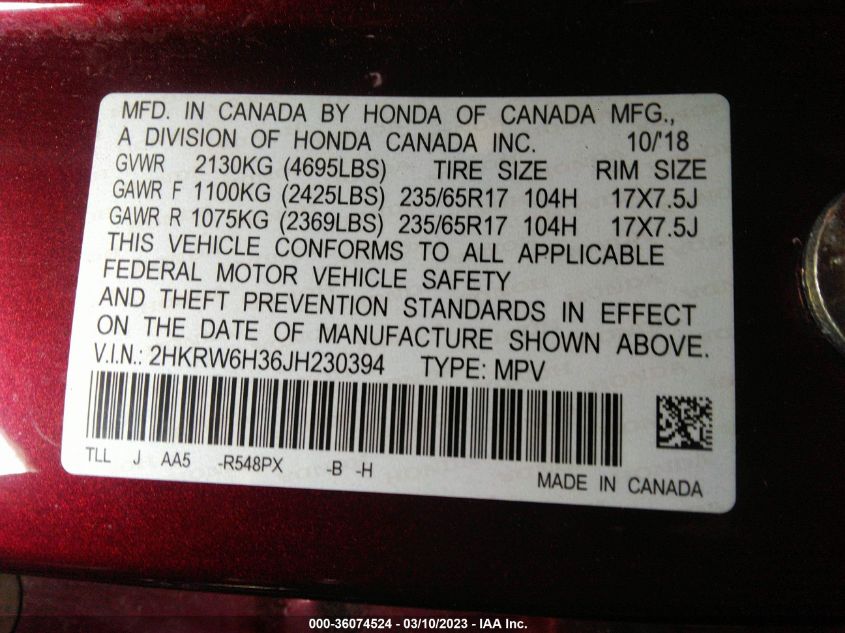 MFD. IN CANADA BY HONDA OF CANADA MFG.,
A DIVISION OF HONDA CANADA INC. 10/'18
GVWR 2130KG (4695LBS) TIRE SIZE RIM SIZE
GAWR F 1100KG (2425LBS) 235/65R17 104H 17X7.5J
GAWR R 1075KG (2369LBS) 235/65R17 104H 17X7.5J
THIS VEHICLE CONFORMS TO ALL APPLICABLE
FEDERAL MOTOR VEHICLE SAFETY
AND THEFT PREVENTION STANDARDS IN EFFECT
ON THE DATE OF MANUFACTURE SHOWN ABOVE.
V.I.N.: 2HKRW6H36JH230394 TYPE: MPV
TLL J AA5 -R548PX -B -H
MADE IN CANADA
000-36074524 — 03/10/2023 — IAA Inc.